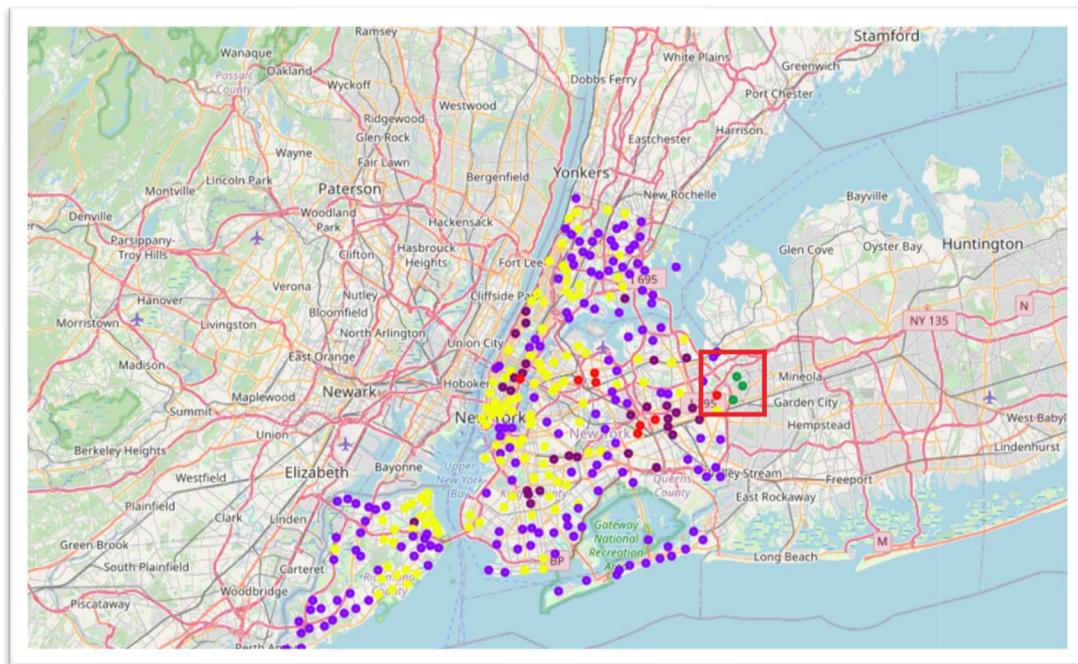 Ramsey
Stamford
Wanaque
Oakland
White Plains
Greenwich
Passaic
County
Wyckoff
Dobbs Ferry
Port Chester
Westwood
Ridgewood
Glen Rock
Harrison
Eastchester
Wayne
Fair Lawn
Lincoln Park
Bergenfield
Yonkers
Montville
Paterson
New Rochelle
Bayville
Denville
Woodland
Park
Hackensack
Parsippany-
Troy Hills
Hasbrouck
Heights
Clifton
Fort Lee
Glen Cove
Oyster Bay
Huntington
Verona
Nutley
Cliffside
I 695
Hanover
Bloomfield
N
Morristown
Livingston
North Arlington
NY 135
Union City
East Orange
Madison
Newark
Hoboken
Mineola
Maplewood
Garden City
Summit
New York
Hempstead
West Babyl
Union
New York
Berkeley Heights
Lindenhurst
Bayonne
Upper
New York
Bay
Westfield
Elizabeth
Queens
County
Freeport
East Rockaway
Plainfield
Clark
Linden
Gateway
National
Recreation
M
Green Brook
South Plainfield
Carteret
BP
Long Beach
Woodbridge
Richmond
County
Piscataway
Perth